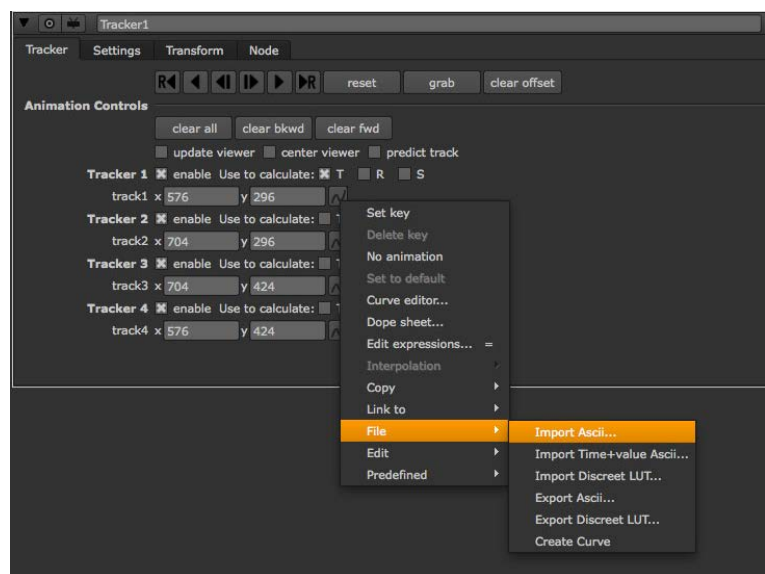 Tracker1
Tracker Settings Transform Node
R R reset grab clear offset
Animation Controls
clear all clear bkwd clear fwd
update viewer center viewer predict track
Tracker 1 enable Use to calculate: T R S
track1 x 576 y 296
Tracker 2 enable Use to calculate: T
track2 x 704 y 296
Tracker 3 enable Use to calculate: T
track3 x 704 y 424
Tracker 4 enable Use to calculate: T
track4 x 576 y 424
Set key
Delete key
No animation
Set to default
Curve editor...
Dope sheet...
Edit expressions... =
Interpolation
Copy
Link to
File
Edit
Predefined
Import Ascii...
Import Time+value Ascii...
Import Discreet LUT...
Export Ascii...
Export Discreet LUT...
Create Curve